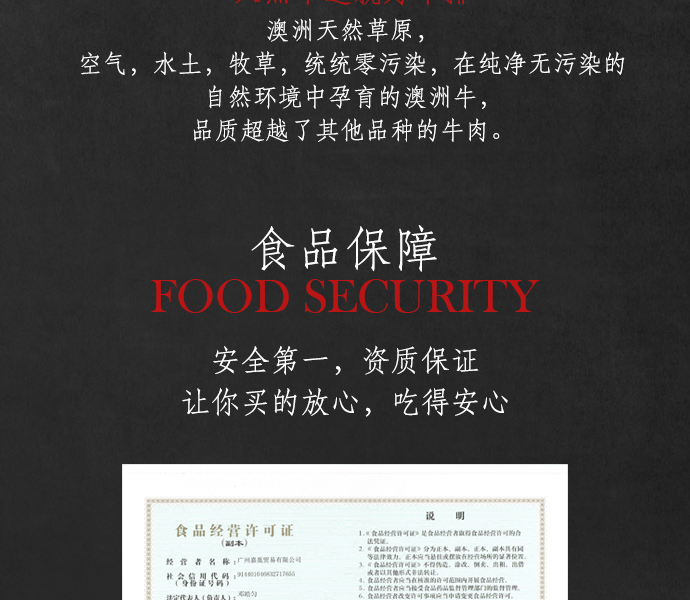 澳洲天然草原，
空气，水土，牧草，统统零污染，在纯净无污染的
自然环境中孕育的澳洲牛，
品质超越了其他品种的牛肉。
食品保障
FOOD SECURITY
安全第一，资质保证
让你买的放心，吃得安心
食品经营许可证
(副本)
经 营 者 名 称：广州嘉胤贸易有限公司
社会信用代码：
（身份证号码）
法定代表人（负责人）：
说 明
1.《食品经营许可证》是食品经营者取得食品经营许可的合
法凭证。
2.《食品经营许可证》分为正本、副本。正本、副本具有同
等法律效力。正本应当悬挂或摆放在经营场所的显著位置。
3.《食品经营许可证》不得伪造、涂改、倒卖、出租、出借
或者以其他形式非法转让。
4.食品经营者应当在核准的许可范围内开展食品经营。
5.食品经营者应当接受食品药品监督管理部门的监督管理。
6.食品经营者改变许可事项应当申请变更食品经营许可。